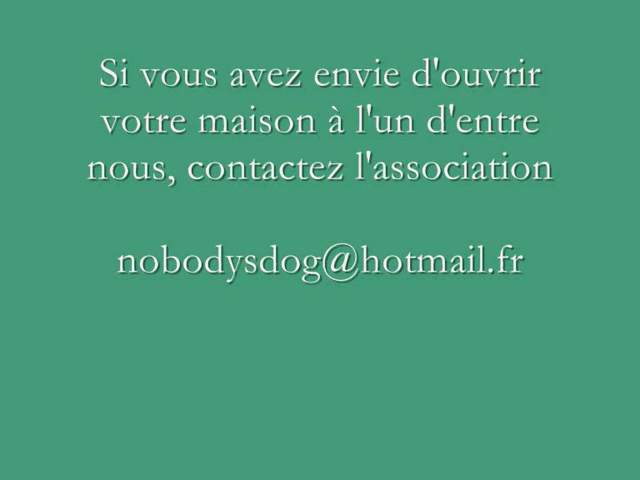 Si vous avez envie d'ouvrir
votre maison à l'un d'entre
nous, contactez l'association
nobodysdog@hotmail.fr